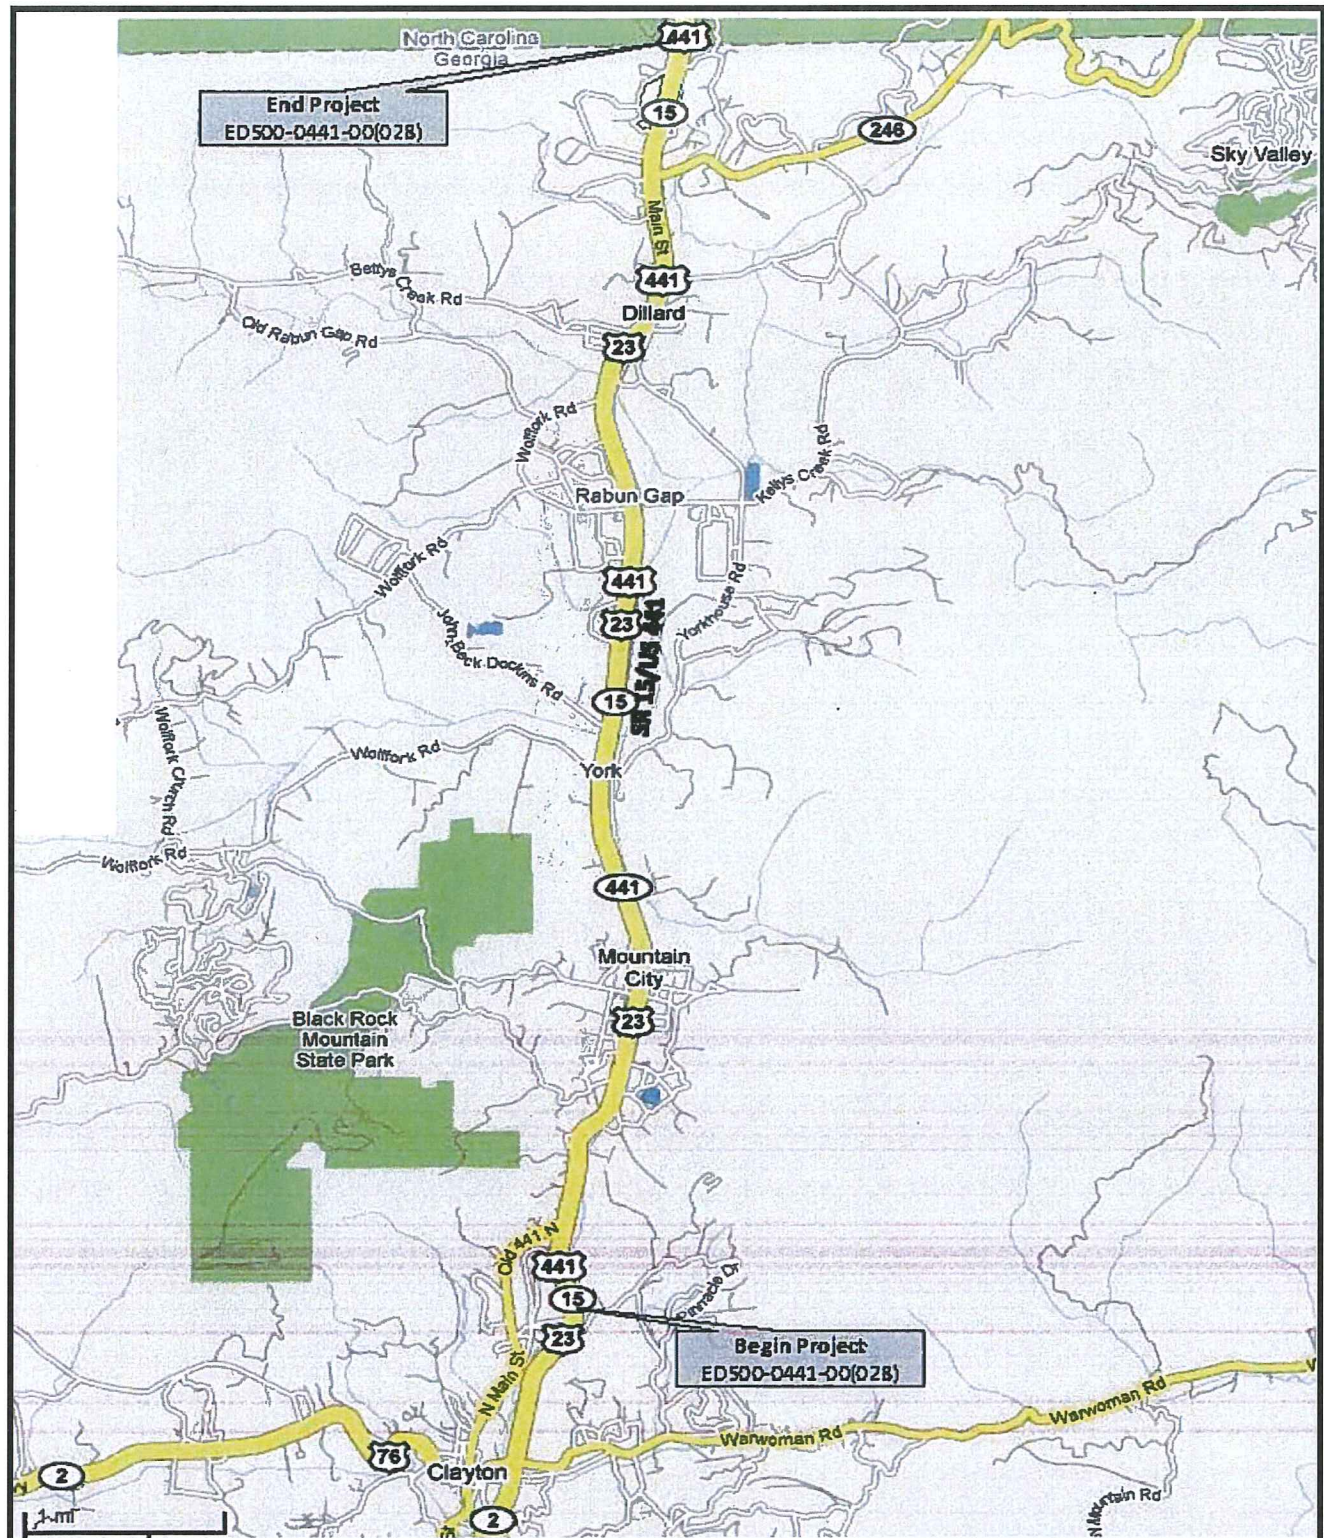 North Carolina
Georgia
441
End Project
ED500-0441-00(028)
15
246
Sky Valley
Main St
441
Bettys Creek Rd
Dillard
Old Rabun Gap Rd
23
Wolffork Rd
Kellys Creek Rd
Rabun Gap
Wolffork Rd
441
Yorkhouse Rd
23
SR 15/US 441
John Beck Dockins Rd
15
Wolffork Church Rd
Wolffork Rd
York
Wolffork Rd
441
Mountain
City
Black Rock
Mountain
State Park
23
Old 441 N
441
15
Pinnacle Dr
23
Begin Project
ED500-0441-00(028)
N Main St
Warwoman Rd
Warwoman Rd
76
Clayton
2
2
1 mi
N Mountain Rd
St